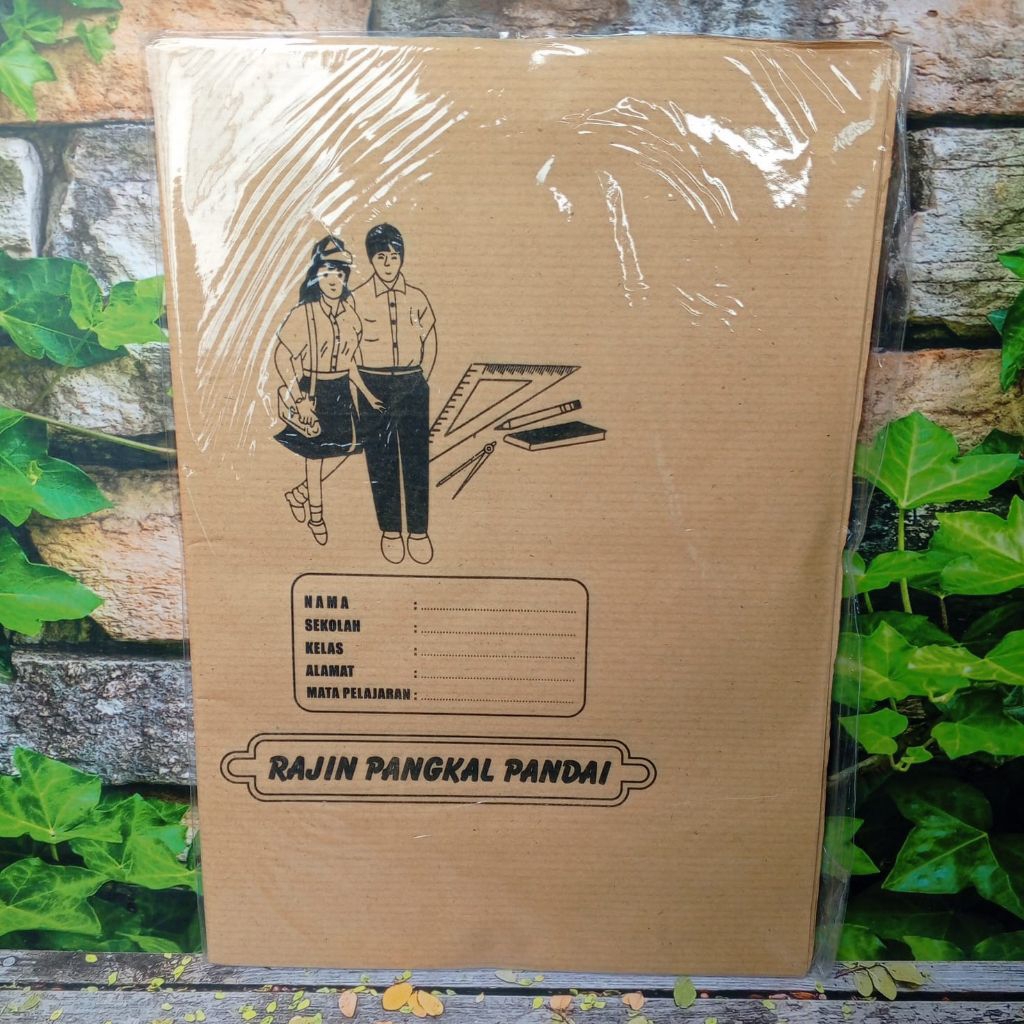 NAMA : ........................................
SEKOLAH : ........................................
KELAS : ........................................
ALAMAT : ........................................
MATA PELAJARAN : ........................................
RAJIN PANGKAL PANDAI